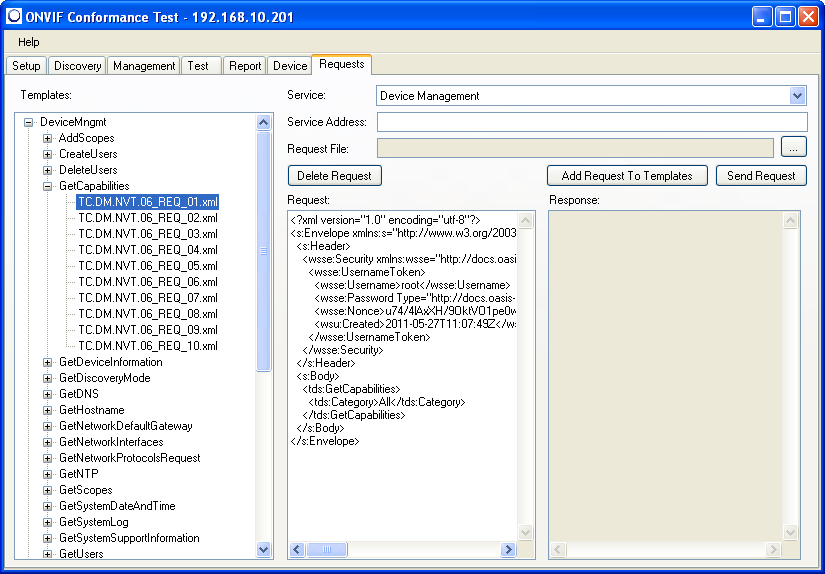 ONVIF Conformance Test - 192.168.10.201
Help
Setup Discovery Management Test Report Device Requests
Templates:
DeviceMngmt
AddScopes
CreateUsers
DeleteUsers
GetCapabilities
TC.DM.NVT.06_REQ_01.xml
TC.DM.NVT.06_REQ_02.xml
TC.DM.NVT.06_REQ_03.xml
TC.DM.NVT.06_REQ_04.xml
TC.DM.NVT.06_REQ_05.xml
TC.DM.NVT.06_REQ_06.xml
TC.DM.NVT.06_REQ_07.xml
TC.DM.NVT.06_REQ_08.xml
TC.DM.NVT.06_REQ_09.xml
TC.DM.NVT.06_REQ_10.xml
GetDeviceInformation
GetDiscoveryMode
GetDNS
GetHostname
GetNetworkDefaultGateway
GetNetworkInterfaces
GetNetworkProtocolsRequest
GetNTP
GetScopes
GetSystemDateAndTime
GetSystemLog
GetSystemSupportInformation
GetUsers
Service: Device Management
Service Address:
Request File: ...
Delete Request Add Request To Templates Send Request
Request:
<?xml version="1.0" encoding="utf-8"?>
<s:Envelope xmlns:s="http://www.w3.org/2003
<s:Header>
<wsse:Security xmlns:wsse="http://docs.oasi
<wsse:UsernameToken>
<wsse:Username>root</wsse:Username>
<wsse:Password Type="http://docs.oasis-
<wsse:Nonce>u74/4lAxXH/9OktVO1pe0w
<wsu:Created>2011-05-27T11:07:49Z</w
</wsse:UsernameToken>
</wsse:Security>
</s:Header>
<s:Body>
<tds:GetCapabilities>
<tds:Category>All</tds:Category>
</tds:GetCapabilities>
</s:Body>
</s:Envelope>
Response: